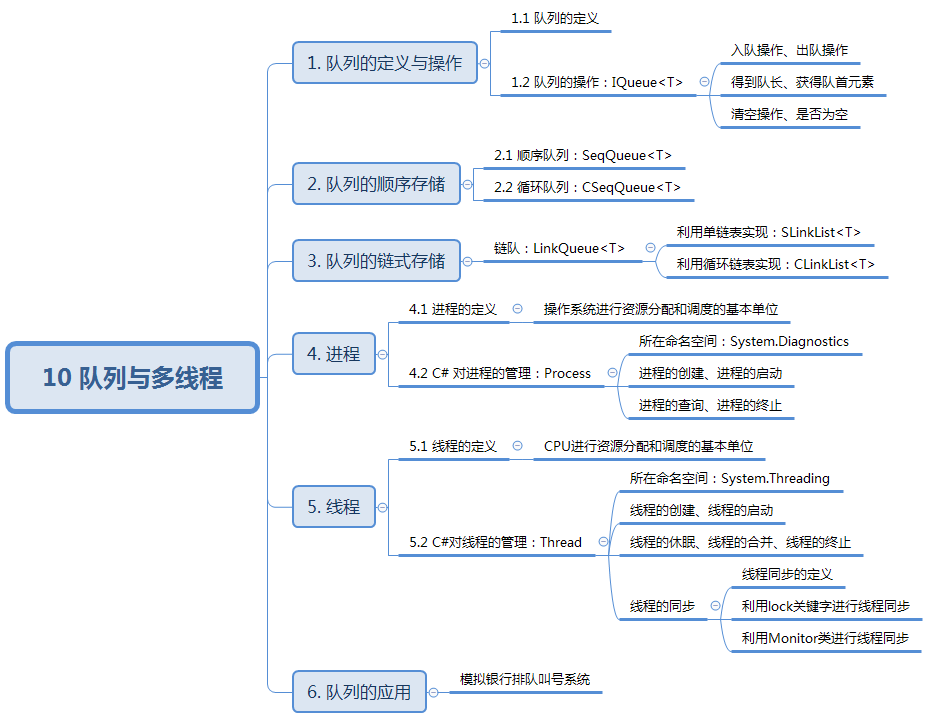 10 队列与多线程
1. 队列的定义与操作
1.1 队列的定义
1.2 队列的操作：IQueue<T>
入队操作、出队操作
得到队长、获得队首元素
清空操作、是否为空
2. 队列的顺序存储
2.1 顺序队列：SeqQueue<T>
2.2 循环队列：CSeqQueue<T>
3. 队列的链式存储
链队：LinkQueue<T>
利用单链表实现：SLinkList<T>
利用循环链表实现：CLinkList<T>
4. 进程
4.1 进程的定义
操作系统进行资源分配和调度的基本单位
4.2 C# 对进程的管理：Process
所在命名空间：System.Diagnostics
进程的创建、进程的启动
进程的查询、进程的终止
5. 线程
5.1 线程的定义
CPU进行资源分配和调度的基本单位
5.2 C#对线程的管理：Thread
所在命名空间：System.Threading
线程的创建、线程的启动
线程的休眠、线程的合并、线程的终止
线程的同步
线程同步的定义
利用lock关键字进行线程同步
利用Monitor类进行线程同步
6. 队列的应用
模拟银行排队叫号系统